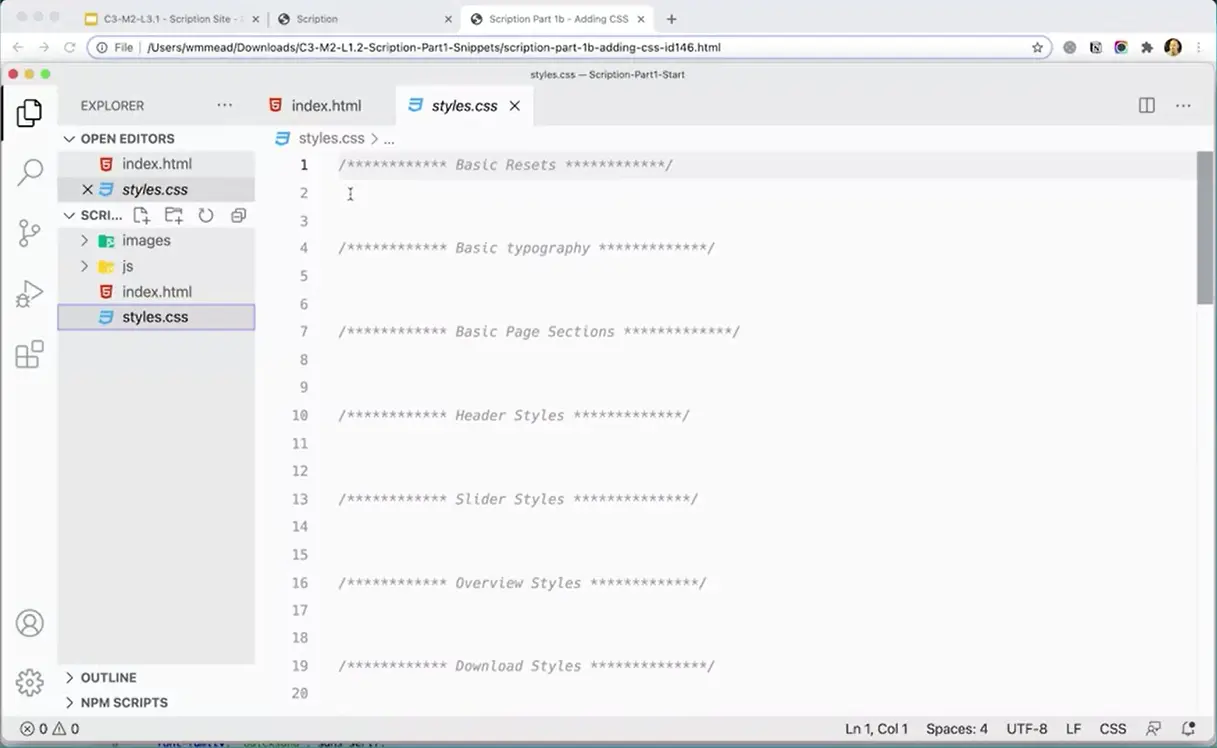 C3-M2-L3.1 - Scription Site -
Scription
Scription Part 1b - Adding CSS
File
/Users/wmmead/Downloads/C3-M2-L1.2-Scription-Part1-Snippets/scription-part-1b-adding-css-id146.html
styles.css — Scription-Part1-Start
EXPLORER ...
index.html
styles.css
OPEN EDITORS
index.html
styles.css
SCRI...
images
js
index.html
styles.css
OUTLINE
NPM SCRIPTS
styles.css > ...
1 /************ Basic Resets ************/
2
3
4 /************ Basic typography *************/
5
6
7 /************ Basic Page Sections *************/
8
9
10 /************ Header Styles *************/
11
12
13 /************ Slider Styles **************/
14
15
16 /************ Overview Styles *************/
17
18
19 /************ Download Styles **************/
20
0 0
Ln 1, Col 1 Spaces: 4 UTF-8 LF CSS